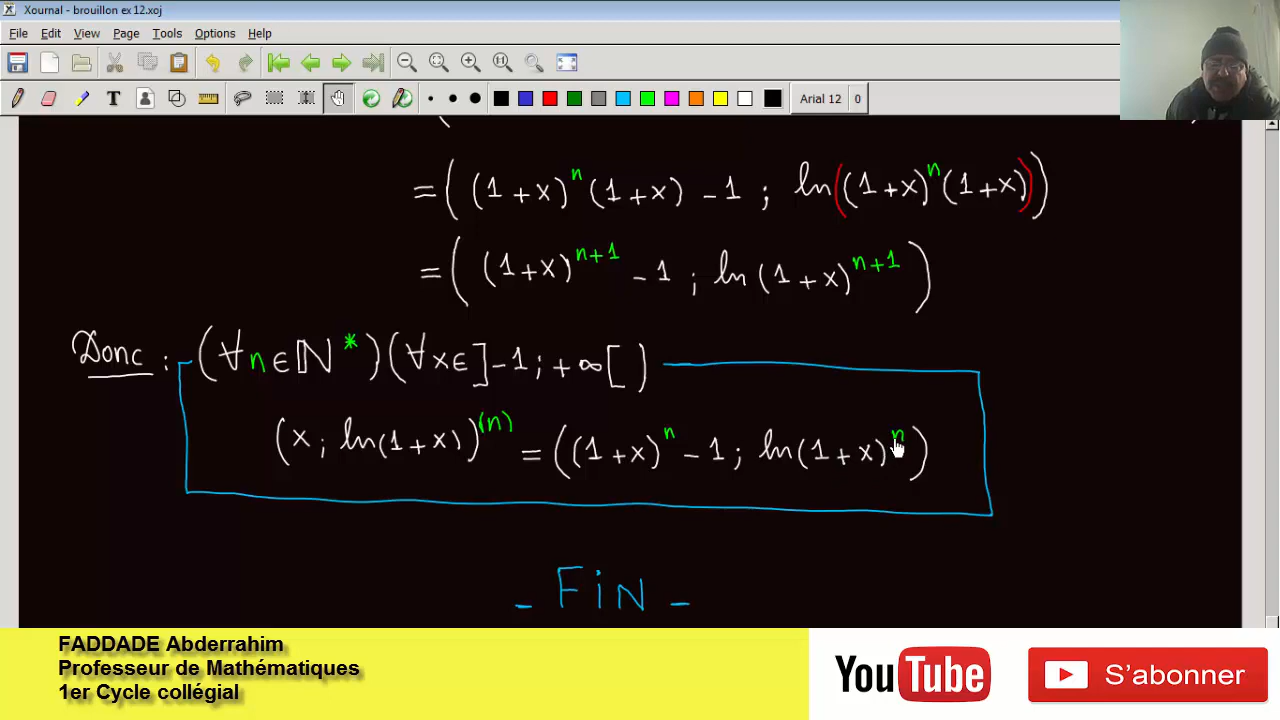 Xournal - brouillon ex12.xoj
File Edit View Page Tools Options Help
Arial 12 0
= ( (1+x)^n (1+x) - 1 ; ln((1+x)^n (1+x)) )
= ( (1+x)^{n+1} - 1 ; ln(1+x)^{n+1} )
Donc : (∀n∈ℕ*)(∀x∈]-1;+∞[)
(x; ln(1+x))^{(n)} = ((1+x)^n - 1; ln(1+x)^n)
- FiN -
FADDADE Abderrahim
Professeur de Mathématiques
1er Cycle collégial
YouTube
S'abonner